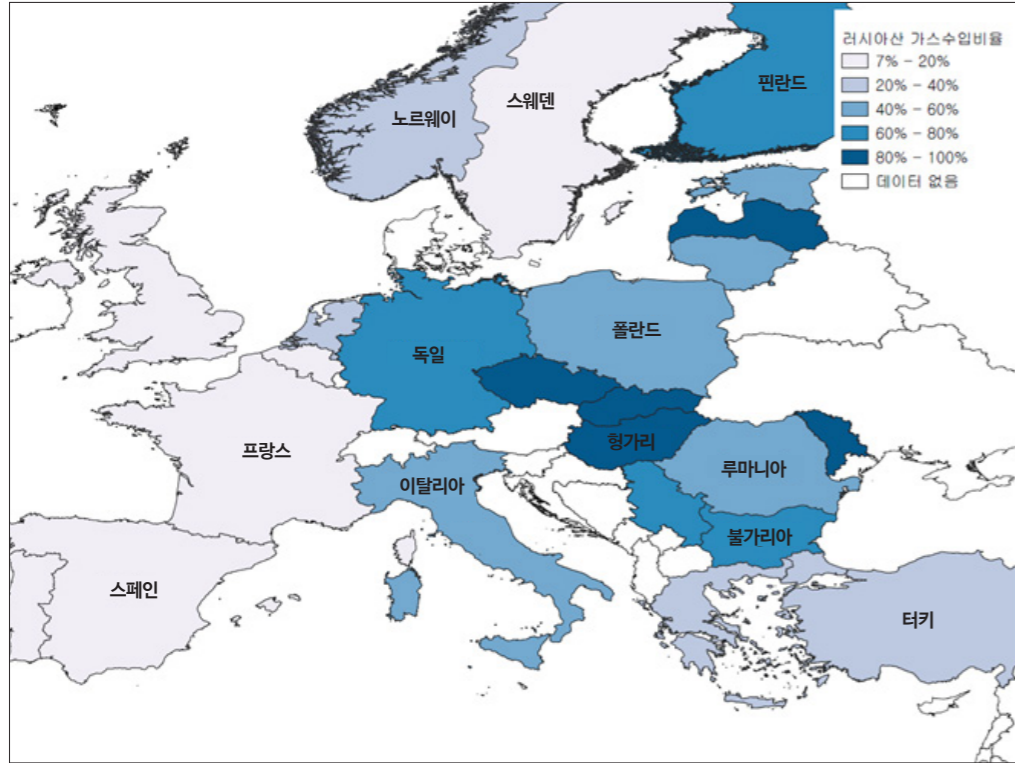 러시아산 가스수입비율
7% - 20%
20% - 40%
40% - 60%
60% - 80%
80% - 100%
데이터 없음
핀란드
스웨덴
노르웨이
폴란드
독일
프랑스
헝가리
루마니아
이탈리아
불가리아
스페인
터키